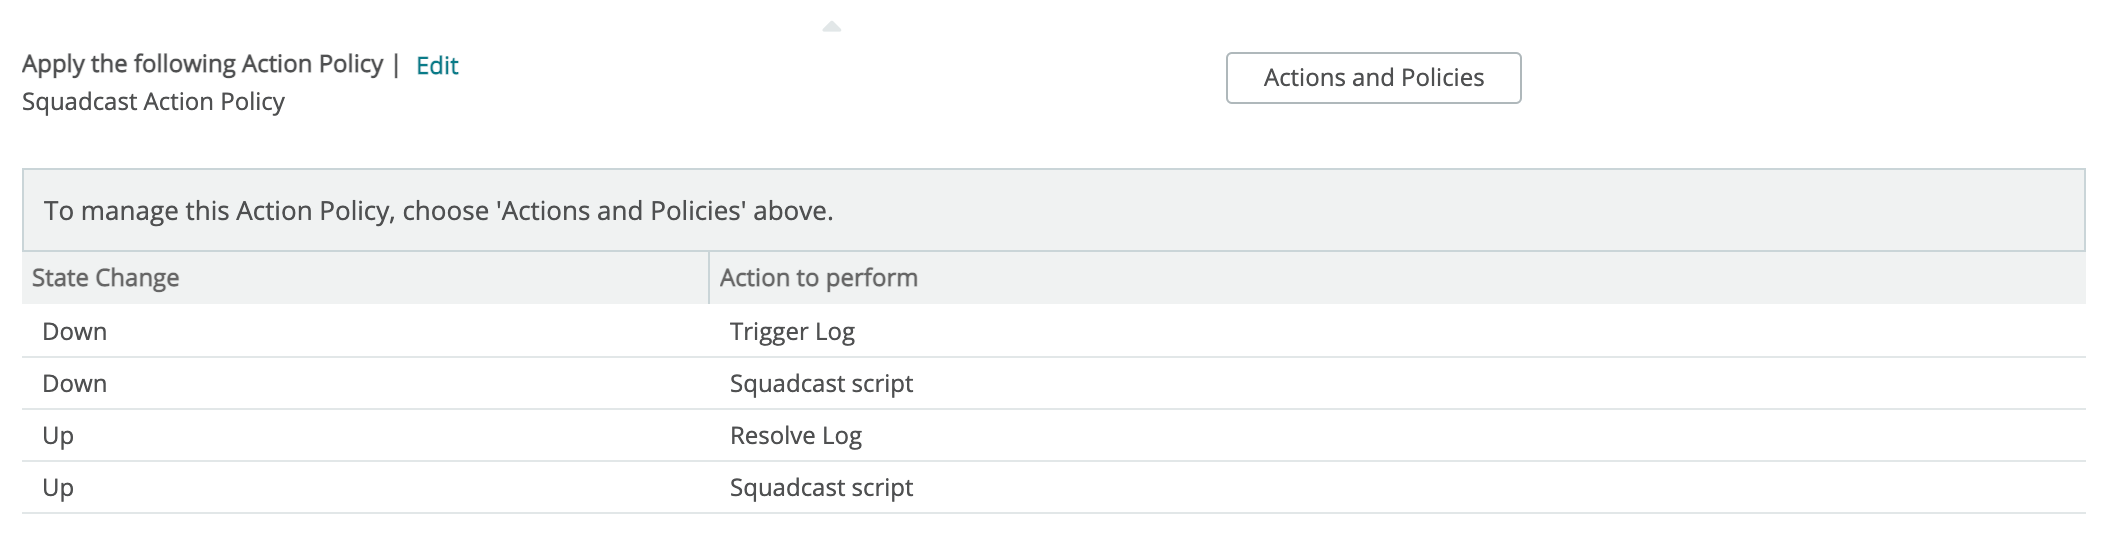 Apply the following Action Policy | Edit
Squadcast Action Policy
Actions and Policies
To manage this Action Policy, choose 'Actions and Policies' above.
State Change Action to perform
Down Trigger Log
Down Squadcast script
Up Resolve Log
Up Squadcast script